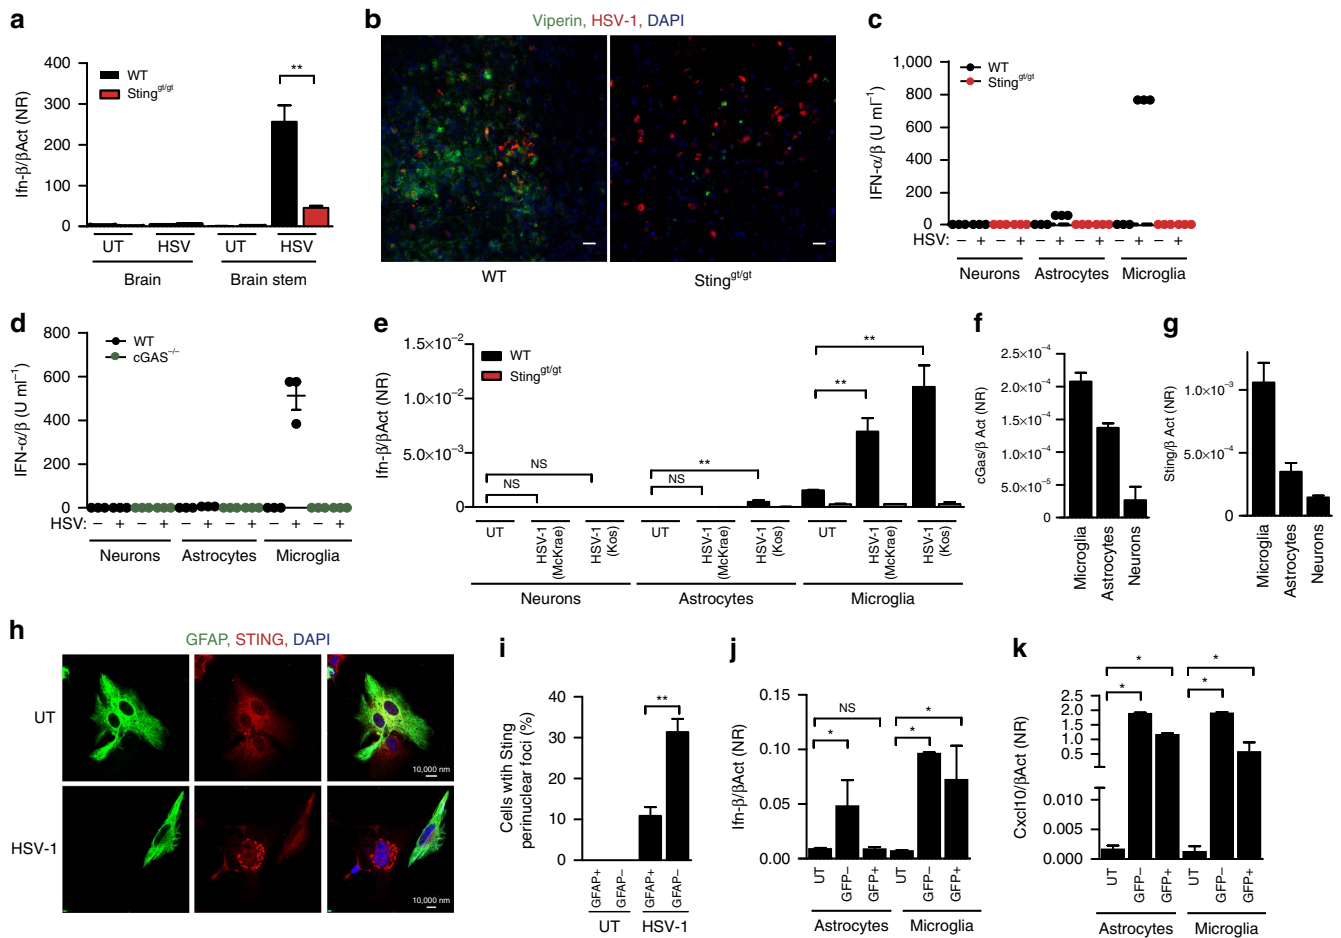 a
Ifn-β/βAct (NR)
400
300
200
100
0
WT
Sting^gt/gt
**
UT
HSV
UT
HSV
Brain
Brain stem
b
Viperin, HSV-1, DAPI
WT
Sting^gt/gt
c
IFN-α/β (U ml⁻¹)
1,000
800
600
400
200
0
WT
Sting^gt/gt
HSV: − + − + − + − + − + − +
Neurons
Astrocytes
Microglia
d
IFN-α/β (U ml⁻¹)
800
600
400
200
0
WT
cGAS⁻/⁻
HSV: − + − + − + − + − + − +
Neurons
Astrocytes
Microglia
e
Ifn-β/βAct (NR)
1.5×10⁻²
1.0×10⁻²
5.0×10⁻³
0
WT
Sting^gt/gt
NS
NS
**
NS
**
**
UT
HSV-1 (McKrae)
HSV-1 (Kos)
UT
HSV-1 (McKrae)
HSV-1 (Kos)
UT
HSV-1 (McKrae)
HSV-1 (Kos)
Neurons
Astrocytes
Microglia
f
cGas/β Act (NR)
2.5×10⁻⁴
2.0×10⁻⁴
1.5×10⁻⁴
1.0×10⁻⁴
5.0×10⁻⁵
0
Microglia
Astrocytes
Neurons
g
Sting/β Act (NR)
1.0×10⁻³
5.0×10⁻⁴
0
Microglia
Astrocytes
Neurons
h
GFAP, STING, DAPI
UT
10,000 nm
HSV-1
10,000 nm
i
Cells wtih Sting
perinuclear foci (%)
40
30
20
10
0
**
GFAP+
GFAP−
GFAP+
GFAP−
UT
HSV-1
j
Ifn-β/βAct (NR)
0.15
0.10
0.05
0.00
NS
*
*
*
UT
GFP−
GFP+
UT
GFP−
GFP+
Astrocytes
Microglia
k
Cxcl10/βAct (NR)
2.5
2.0
1.5
1.0
0.5
0.010
0.005
0.000
*
*
*
*
UT
GFP−
GFP+
UT
GFP−
GFP+
Astrocytes
Microglia